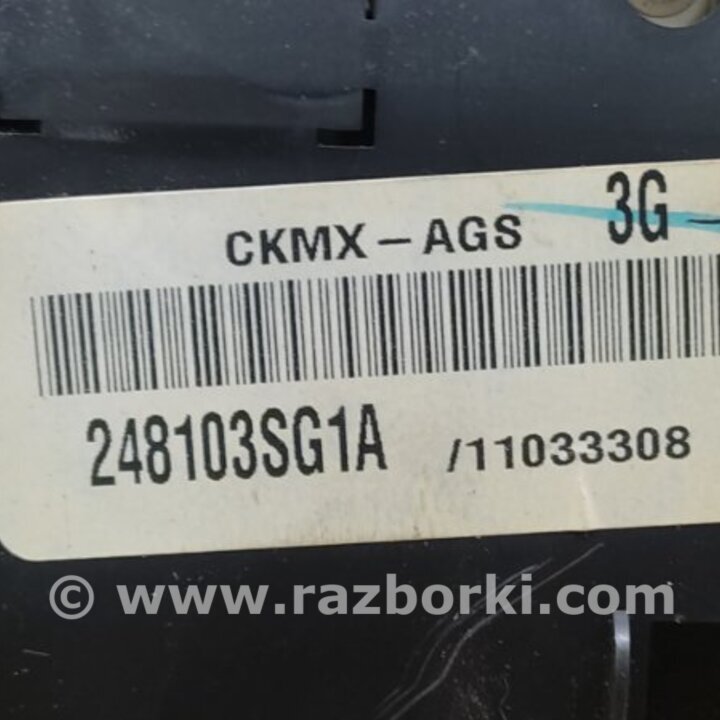 CKMX-AGS 3G-
248103SG1A /11033308
© www.razborki.com